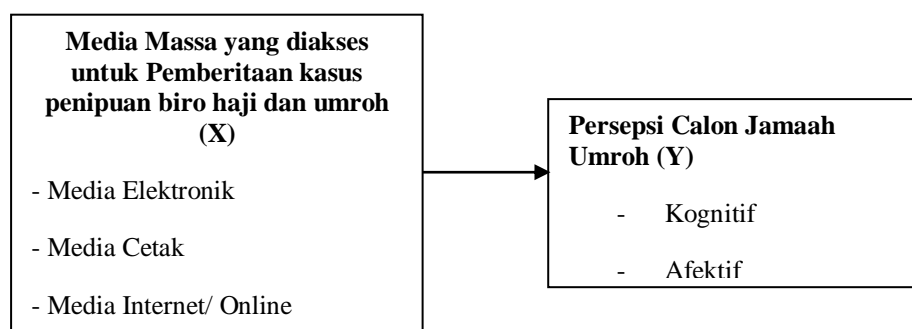 Media Massa yang diakses
untuk Pemberitaan kasus
penipuan biro haji dan umroh
(X)
- Media Elektronik
- Media Cetak
- Media Internet/ Online
Persepsi Calon Jamaah
Umroh (Y)
- Kognitif
- Afektif